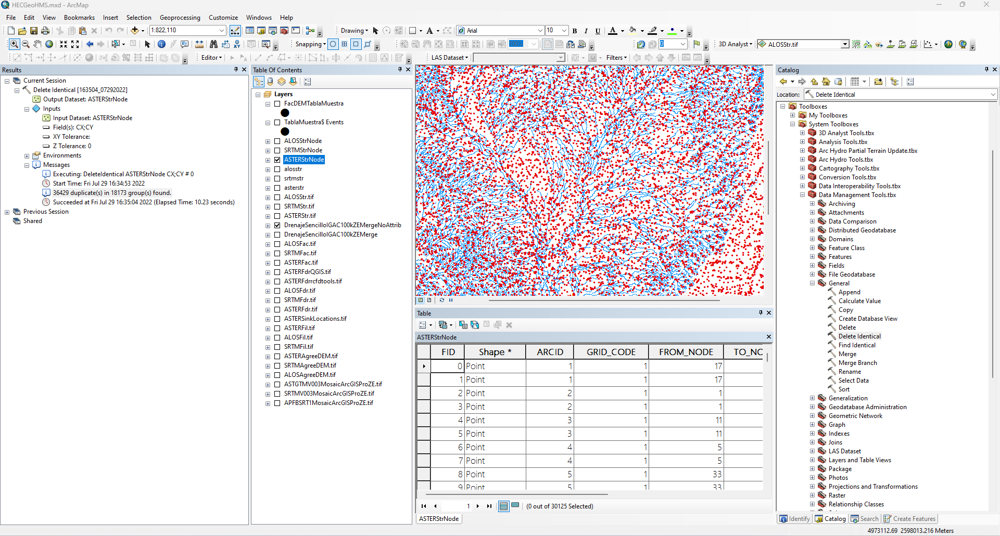 HECGeoHMS.mxd - ArcMap
File Edit View Bookmarks Insert Selection Geoprocessing Customize Windows Help
1:822,110
Drawing
Arial
10
B I U
A
Snapping
100%
0
3D Analyst
ALOSStr.tif
Editor
LAS Dataset
Filters
Results
Current Session
Delete Identical [163504_07292022]
Output Dataset: ASTERStrNode
Inputs
Input Dataset: ASTERStrNode
Field(s): CX;CY
XY Tolerance:
Z Tolerance: 0
Environments
Messages
Executing: DeleteIdentical ASTERStrNode CX;CY # 0
Start Time: Fri Jul 29 16:34:53 2022
36429 duplicate(s) in 18173 group(s) found.
Succeeded at Fri Jul 29 16:35:04 2022 (Elapsed Time: 10.23 seconds)
Previous Session
Shared
Table Of Contents
Layers
FacDEMTablaMuestra
TablaMuestra$ Events
ALOSStrNode
SRTMStrNode
ASTERStrNode
alosstr
srtmstr
asterstr
ALOSStr.tif
SRTMStr.tif
ASTERStr.tif
DrenajeSencilloIGAC100kZEMergeNoAttrib
DrenajeSencilloIGAC100kZEMerge
ALOSFac.tif
SRTMFac.tif
ASTERFac.tif
ASTERFdrQGIS.tif
ASTERFdrrcfdtools.tif
ALOSFdr.tif
SRTMFdr.tif
ASTERFdr.tif
ASTERSinkLocations.tif
ASTERFil.tif
ALOSFil.tif
SRTMFil.tif
ASTERAgreeDEM.tif
SRTMAgreeDEM.tif
ALOSAgreeDEM.tif
ASTGTMV003MosaicArcGISProZE.tif
SRTMV003MosaicArcGISProZE.tif
APFBSRT1MosaicArcGISProZE.tif
Table
ASTERStrNode
FID Shape * ARCID GRID_CODE FROM_NODE TO_NO
0 Point 1 1 17
1 Point 1 1 17
2 Point 2 1 1
3 Point 2 1 1
4 Point 3 1 11
5 Point 3 1 11
6 Point 4 1 5
7 Point 4 1 5
8 Point 5 1 33
9 Point 5 1 33
1
(0 out of 30125 Selected)
ASTERStrNode
Catalog
Location: Delete Identical
Toolboxes
My Toolboxes
System Toolboxes
3D Analyst Tools.tbx
Analysis Tools.tbx
Arc Hydro Partial Terrain Update.tbx
Arc Hydro Tools.tbx
Cartography Tools.tbx
Conversion Tools.tbx
Data Interoperability Tools.tbx
Data Management Tools.tbx
Archiving
Attachments
Data Comparison
Distributed Geodatabase
Domains
Feature Class
Features
Fields
File Geodatabase
General
Append
Calculate Value
Copy
Create Database View
Delete
Delete Identical
Find Identical
Merge
Merge Branch
Rename
Select Data
Sort
Generalization
Geodatabase Administration
Geometric Network
Graph
Indexes
Joins
LAS Dataset
Layers and Table Views
Package
Photos
Projections and Transformations
Raster
Relationship Classes
Identify Catalog Search Create Features
4973112.69 2598013.216 Meters